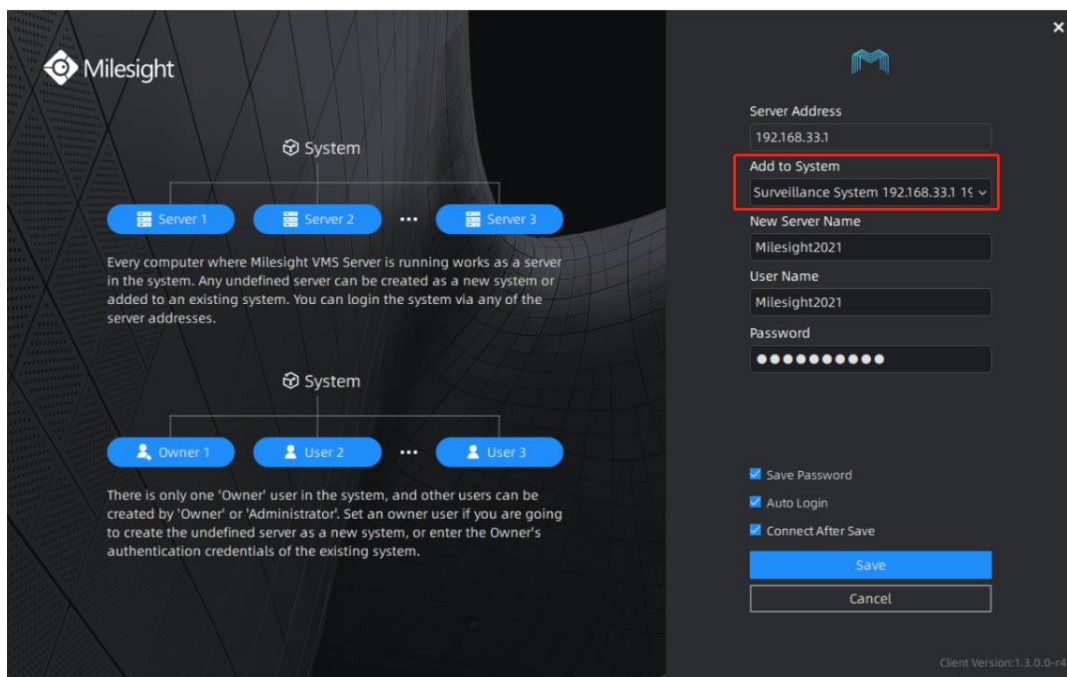 Milesight
System
Server 1
Server 2
•••
Server 3
Every computer where Milesight VMS Server is running works as a server
in the system. Any undefined server can be created as a new system or
added to an existing system. You can login the system via any of the
server addresses.
System
Owner 1
User 2
•••
User 3
There is only one 'Owner' user in the system, and other users can be
created by 'Owner' or 'Administrator'. Set an owner user if you are going
to create the undefined server as a new system, or enter the Owner's
authentication credentials of the existing system.
Server Address
192.168.33.1
Add to System
Surveillance System 192.168.33.1 19
New Server Name
Milesight2021
User Name
Milesight2021
Password
●●●●●●●●●●
Save Password
Auto Login
Connect After Save
Save
Cancel
Client Version:1.3.0.0-r4